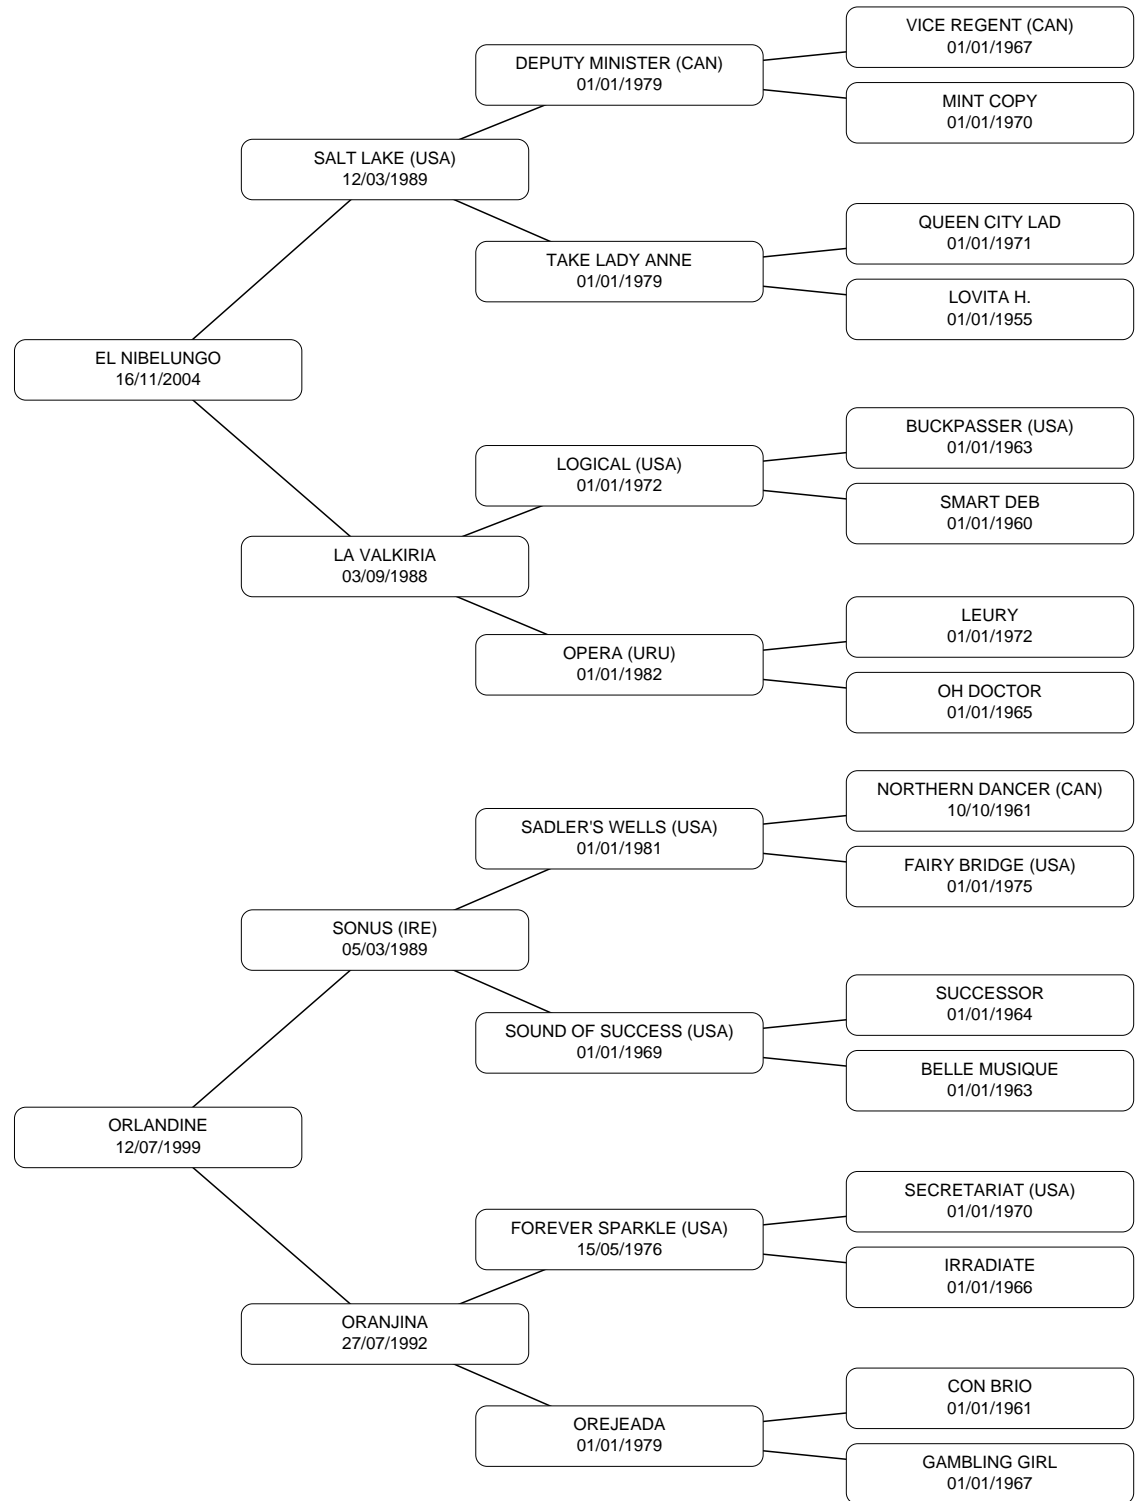 VICE REGENT (CAN)
01/01/1967
DEPUTY MINISTER (CAN)
01/01/1979
MINT COPY
01/01/1970
SALT LAKE (USA)
12/03/1989
QUEEN CITY LAD
01/01/1971
TAKE LADY ANNE
01/01/1979
LOVITA H.
01/01/1955
EL NIBELUNGO
16/11/2004
BUCKPASSER (USA)
01/01/1963
LOGICAL (USA)
01/01/1972
SMART DEB
01/01/1960
LA VALKIRIA
03/09/1988
LEURY
01/01/1972
OPERA (URU)
01/01/1982
OH DOCTOR
01/01/1965
NORTHERN DANCER (CAN)
10/10/1961
SADLER'S WELLS (USA)
01/01/1981
FAIRY BRIDGE (USA)
01/01/1975
SONUS (IRE)
05/03/1989
SUCCESSOR
01/01/1964
SOUND OF SUCCESS (USA)
01/01/1969
BELLE MUSIQUE
01/01/1963
ORLANDINE
12/07/1999
SECRETARIAT (USA)
01/01/1970
FOREVER SPARKLE (USA)
15/05/1976
IRRADIATE
01/01/1966
ORANJINA
27/07/1992
CON BRIO
01/01/1961
OREJEADA
01/01/1979
GAMBLING GIRL
01/01/1967